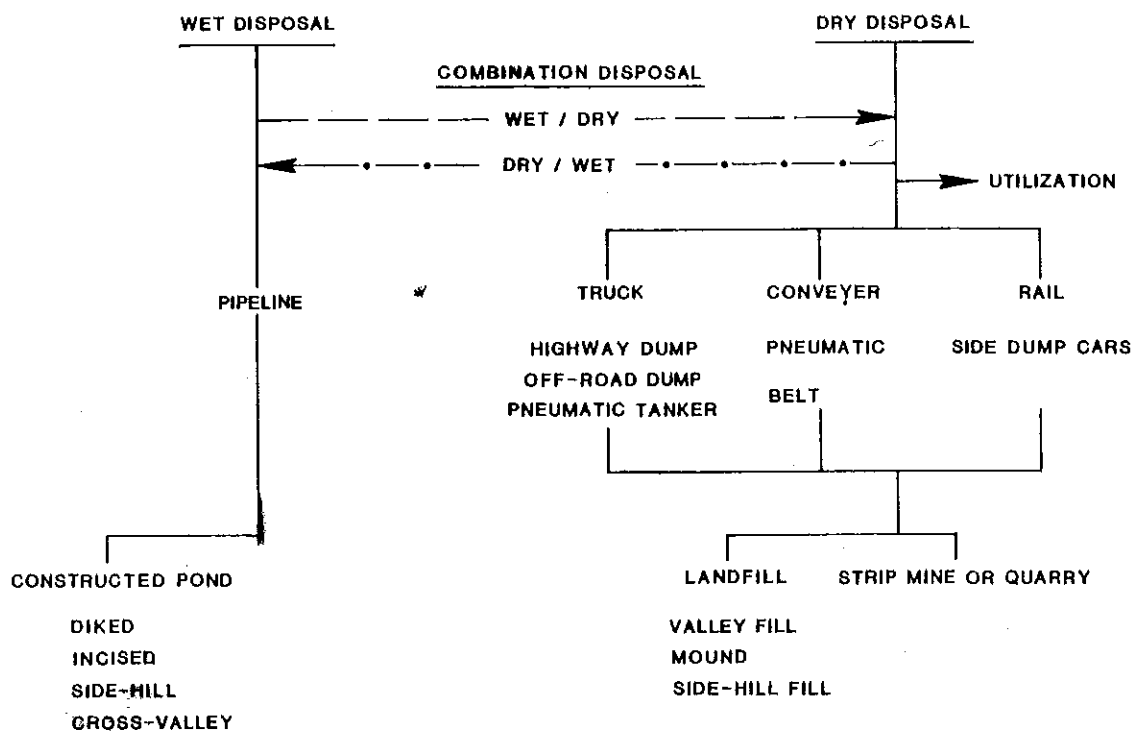 WET DISPOSAL
DRY DISPOSAL
COMBINATION DISPOSAL
WET / DRY
DRY / WET
UTILIZATION
PIPELINE
TRUCK
CONVEYER
RAIL
HIGHWAY DUMP
PNEUMATIC
SIDE DUMP CARS
OFF-ROAD DUMP
PNEUMATIC TANKER
BELT
CONSTRUCTED POND
LANDFILL
STRIP MINE OR QUARRY
DIKED
VALLEY FILL
INCISED
MOUND
SIDE-HILL
SIDE-HILL FILL
CROSS-VALLEY